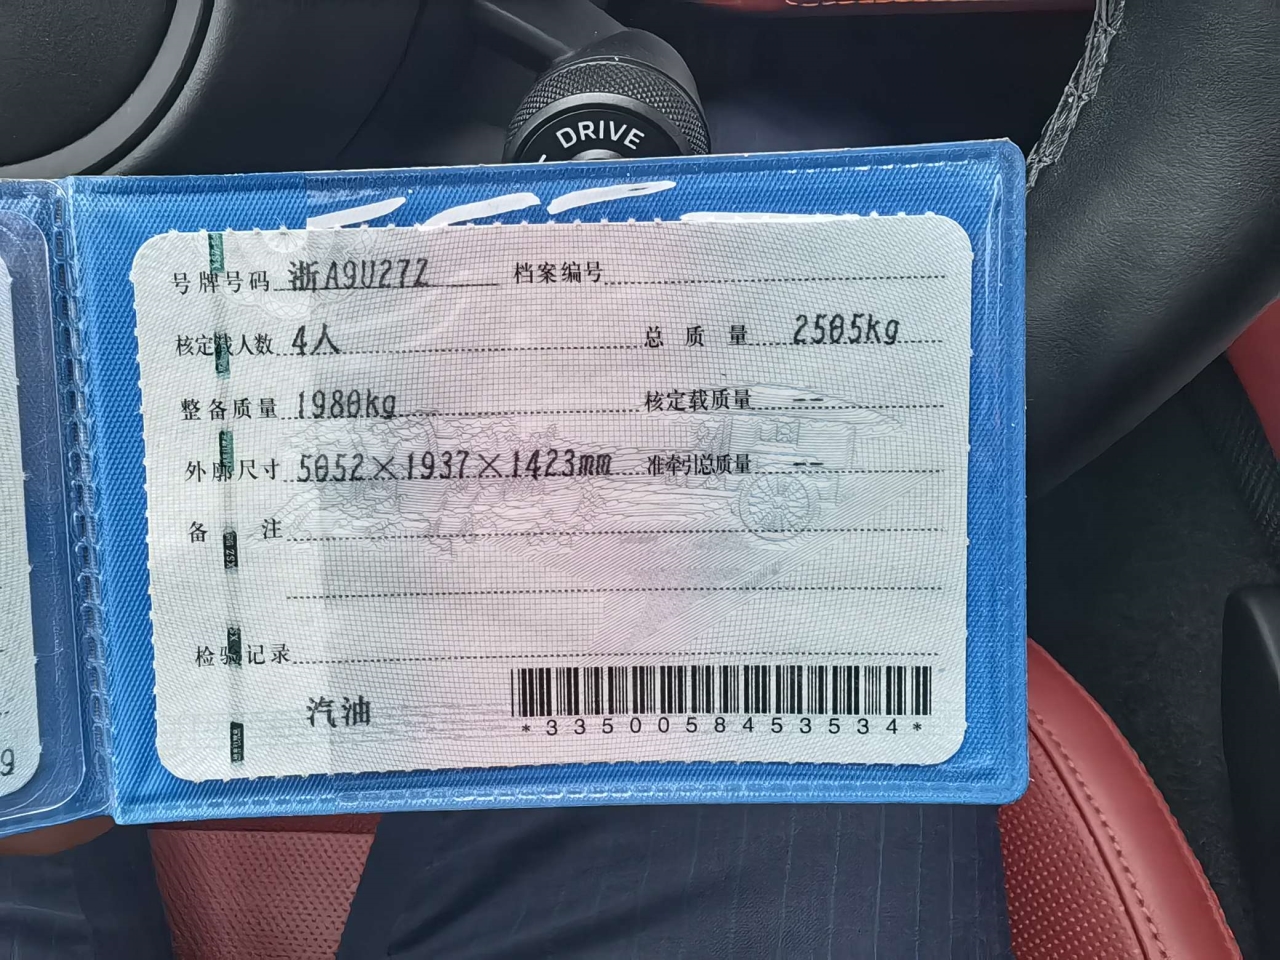 DRIVE
号牌号码 浙A9U27Z 档案编号
核定载人数 4人 总质量 2505kg
整备质量 1980kg 核定载质量 --
外廓尺寸 5052×1937×1423mm 准牵引总质量 --
备注
检验记录
汽油
*3350058453534*
9